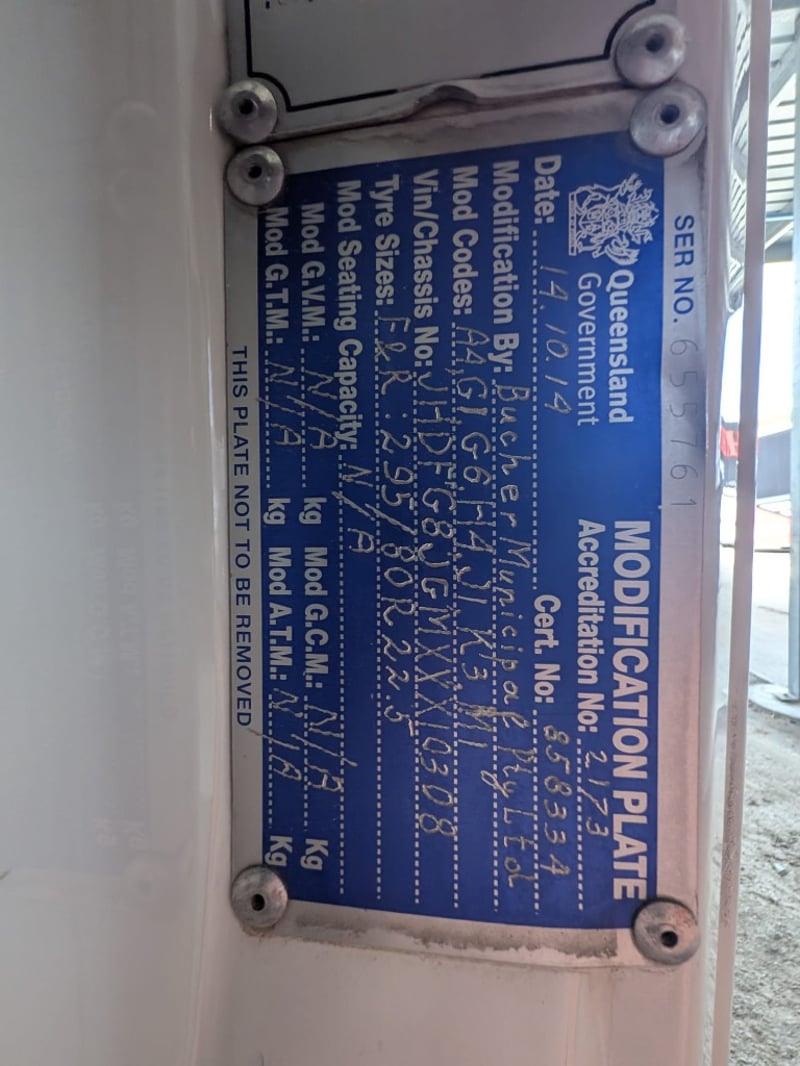 SER NO. 655761
Queensland Government
MODIFICATION PLATE
Accreditation No: 2173
Date: 14.10.14 Cert. No: 858334
Modification By: Bucher Municipal Pty Ltd
Mod Codes: A4,G1 G6 H4 J1 K3 M1
Vin/Chassis No: JHDFG8JGMXXX10308
Tyre Sizes: F&R: 295/80R 22.5
Mod Seating Capacity: N/A
Mod G.V.M.: N/A kg Mod G.C.M.: N/A Kg
Mod G.T.M.: N/A kg Mod A.T.M.: N/A Kg
THIS PLATE NOT TO BE REMOVED